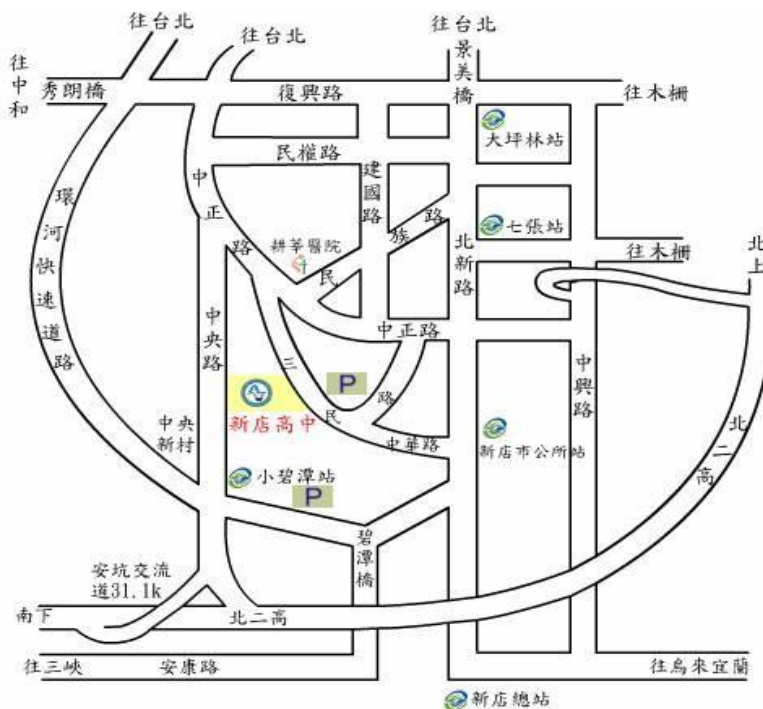 往台北
往台北
往台北
往中和
秀朗橋
復興路
景美橋
往木柵
大坪林站
民權路
建國路
中正路
環河快速道路
耕莘醫院
民族路
北新路
七張站
往木柵
北上
中央路
中正路
三民路
P
中興路
新店高中
中央新村
中華路
新店市公所站
北二高
小碧潭站
P
碧潭橋
安坑交流
道31.1k
南下
北二高
往三峽
安康路
往烏來宜蘭
新店總站